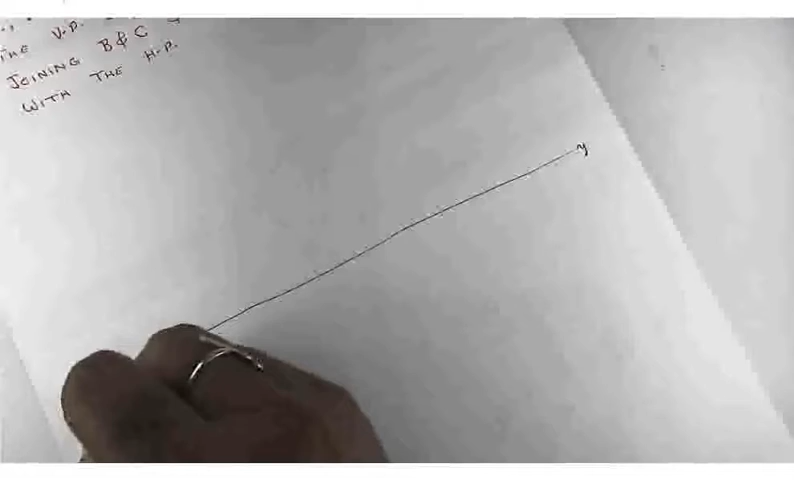 THE V.P.
JOINING B & C
WITH THE H.P.
y